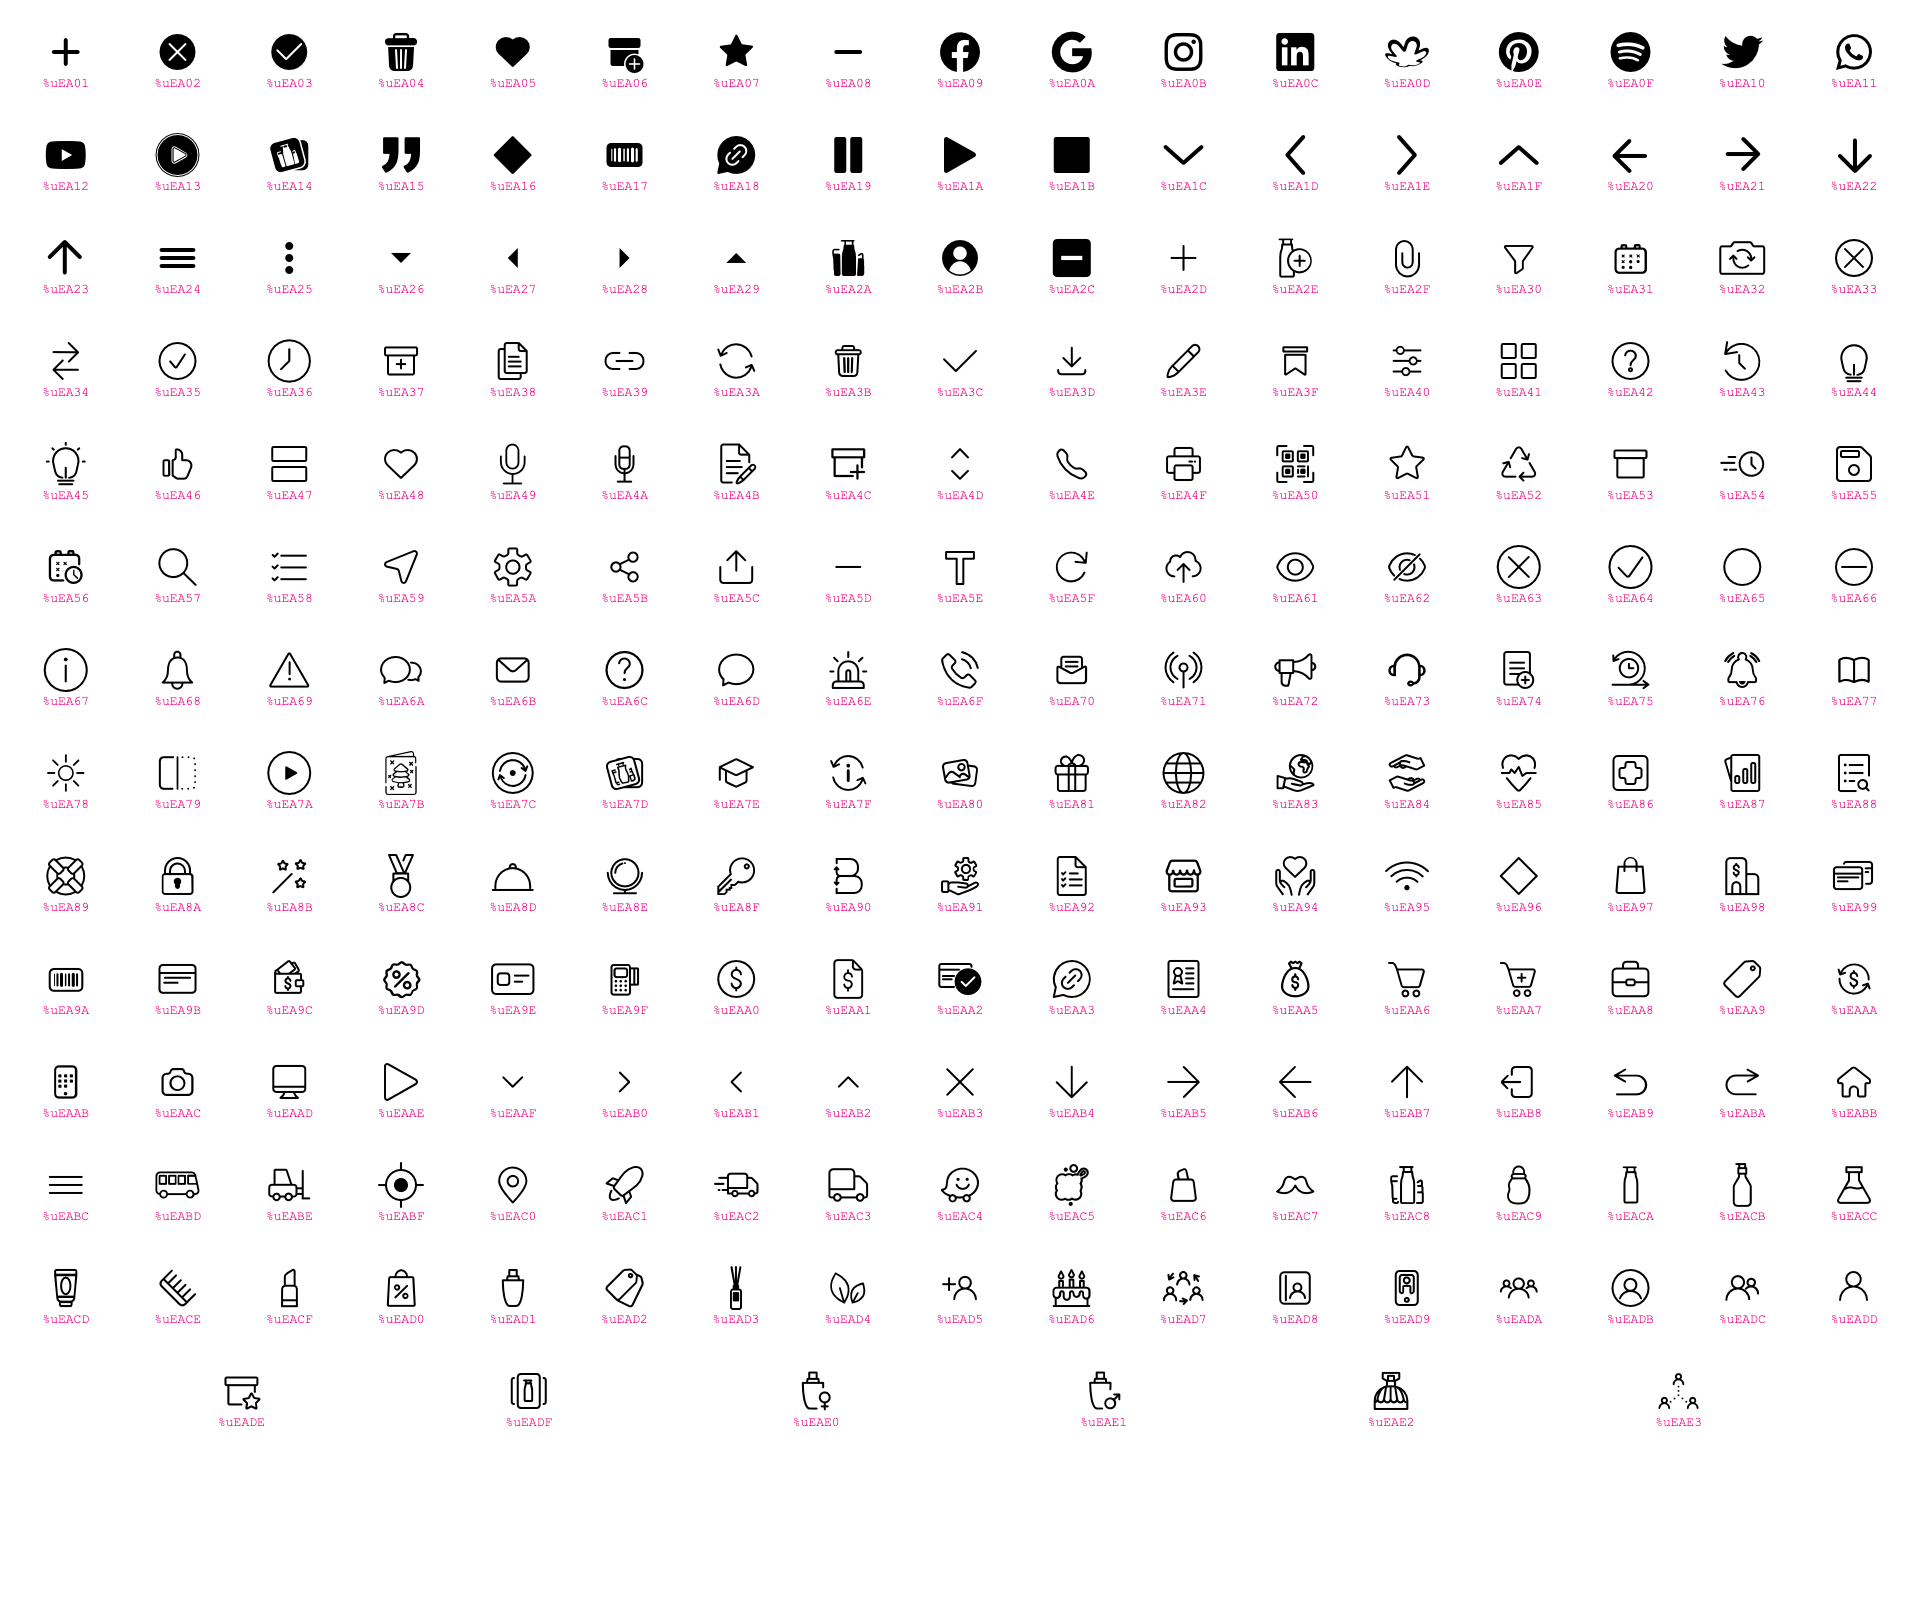 %uEA01 %uEA02 %uEA03 %uEA04 %uEA05 %uEA06 %uEA07 %uEA08 %uEA09 %uEA0A %uEA0B %uEA0C %uEA0D %uEA0E %uEA0F %uEA10 %uEA11
%uEA12 %uEA13 %uEA14 %uEA15 %uEA16 %uEA17 %uEA18 %uEA19 %uEA1A %uEA1B %uEA1C %uEA1D %uEA1E %uEA1F %uEA20 %uEA21 %uEA22
%uEA23 %uEA24 %uEA25 %uEA26 %uEA27 %uEA28 %uEA29 %uEA2A %uEA2B %uEA2C %uEA2D %uEA2E %uEA2F %uEA30 %uEA31 %uEA32 %uEA33
%uEA34 %uEA35 %uEA36 %uEA37 %uEA38 %uEA39 %uEA3A %uEA3B %uEA3C %uEA3D %uEA3E %uEA3F %uEA40 %uEA41 %uEA42 %uEA43 %uEA44
%uEA45 %uEA46 %uEA47 %uEA48 %uEA49 %uEA4A %uEA4B %uEA4C %uEA4D %uEA4E %uEA4F %uEA50 %uEA51 %uEA52 %uEA53 %uEA54 %uEA55
%uEA56 %uEA57 %uEA58 %uEA59 %uEA5A %uEA5B %uEA5C %uEA5D %uEA5E %uEA5F %uEA60 %uEA61 %uEA62 %uEA63 %uEA64 %uEA65 %uEA66
%uEA67 %uEA68 %uEA69 %uEA6A %uEA6B %uEA6C %uEA6D %uEA6E %uEA6F %uEA70 %uEA71 %uEA72 %uEA73 %uEA74 %uEA75 %uEA76 %uEA77
%uEA78 %uEA79 %uEA7A %uEA7B %uEA7C %uEA7D %uEA7E %uEA7F %uEA80 %uEA81 %uEA82 %uEA83 %uEA84 %uEA85 %uEA86 %uEA87 %uEA88
%uEA89 %uEA8A %uEA8B %uEA8C %uEA8D %uEA8E %uEA8F %uEA90 %uEA91 %uEA92 %uEA93 %uEA94 %uEA95 %uEA96 %uEA97 %uEA98 %uEA99
%uEA9A %uEA9B %uEA9C %uEA9D %uEA9E %uEA9F %uEAA0 %uEAA1 %uEAA2 %uEAA3 %uEAA4 %uEAA5 %uEAA6 %uEAA7 %uEAA8 %uEAA9 %uEAAA
%uEAAB %uEAAC %uEAAD %uEAAE %uEAAF %uEAB0 %uEAB1 %uEAB2 %uEAB3 %uEAB4 %uEAB5 %uEAB6 %uEAB7 %uEAB8 %uEAB9 %uEABA %uEABB
%uEABC %uEABD %uEABE %uEABF %uEAC0 %uEAC1 %uEAC2 %uEAC3 %uEAC4 %uEAC5 %uEAC6 %uEAC7 %uEAC8 %uEAC9 %uEACA %uEACB %uEACC
%uEACD %uEACE %uEACF %uEAD0 %uEAD1 %uEAD2 %uEAD3 %uEAD4 %uEAD5 %uEAD6 %uEAD7 %uEAD8 %uEAD9 %uEADA %uEADB %uEADC %uEADD
%uEADE %uEADF %uEAE0 %uEAE1 %uEAE2 %uEAE3